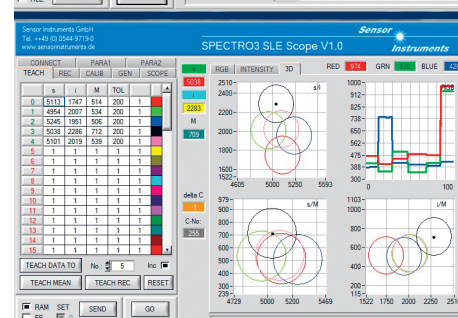 FILE
Sensor Instruments GmbH
Tel. ++49 (0) 8544-9719-0
www.sensorinstruments.de
Sensor
Instruments
SPECTRO3 SLE Scope V1.0
CONNECT PARA1 PARA2
TEACH REC CALIB GEN SCOPE
s i M TOL
0 5113 1747 514 200 1
1 4954 2007 534 200 1
2 5245 1951 506 200 1
3 5038 2286 712 200 1
4 5101 2019 539 200 1
5 1 1 1 1 1
6 1 1 1 1 1
7 1 1 1 1 1
8 1 1 1 1 1
9 1 1 1 1 1
10 1 1 1 1 1
11 1 1 1 1 1
12 1 1 1 1 1
13 1 1 1 1 1
14 1 1 1 1 1
15 1 1 1 1 1
TEACH DATA TO No.: 5 Inc
TEACH MEAN TEACH REC RESET
RAM SET SEND GO
s
5038
i
2283
M
709
delta C
-1
C-No:
255
RGB INTENSITY 3D
RED 974 GRN BLUE
s/i
2510
2400
2200
2000
1800
1600
1522
4605 5000 5250 5593
1000
912
825
738
650
562
475
388
300
0 100
s/M
979
900
800
700
600
500
400
300
239
4729 5000 5200 5469
i/M
1103
1000
800
600
400
200
115
1522 1750 2000 2250